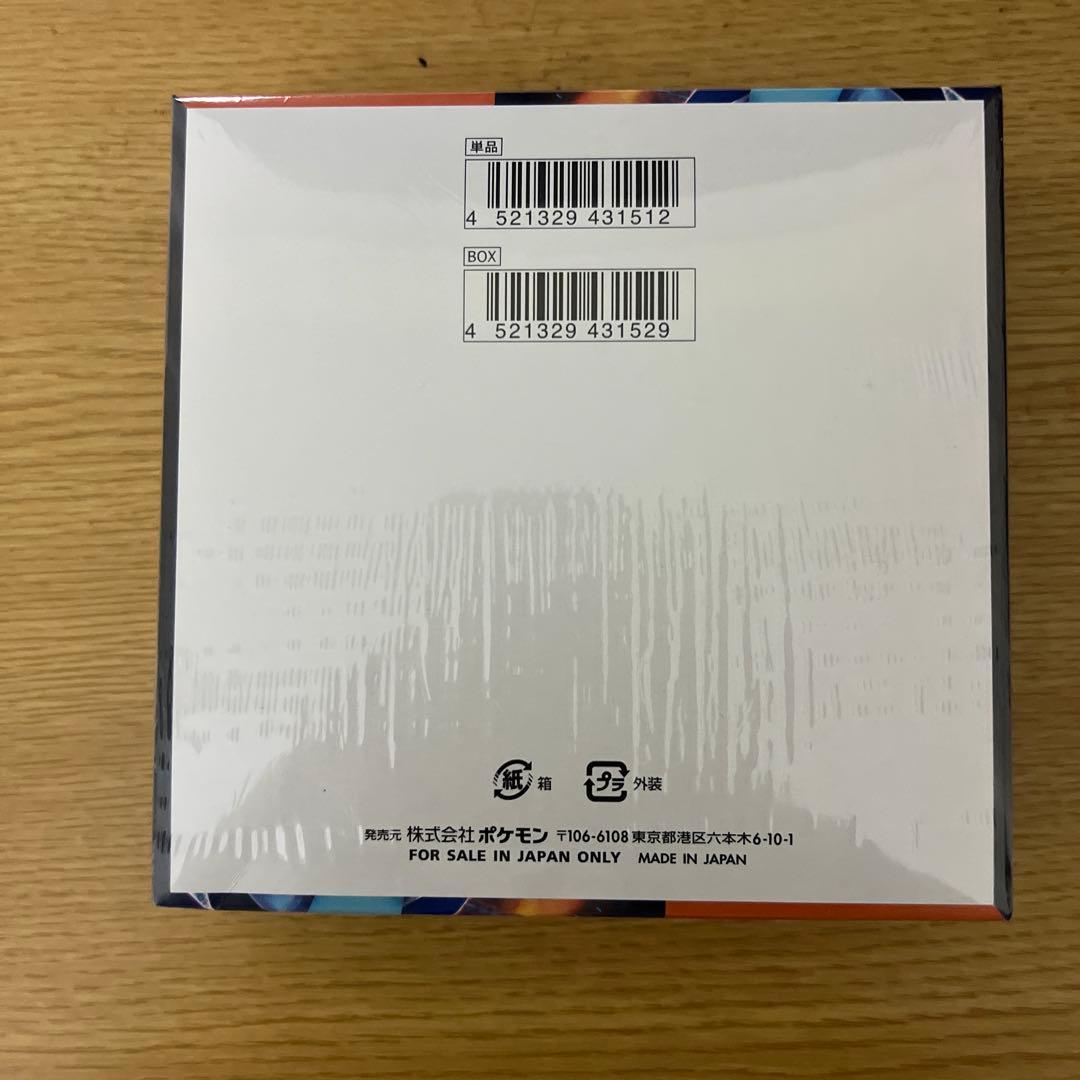 単品
4 521329 431512
BOX
4 521329 431529
紙 箱 プラ 外装
発売元 株式会社 ポケモン 〒106-6108 東京都港区六本木6-10-1
FOR SALE IN JAPAN ONLY MADE IN JAPAN